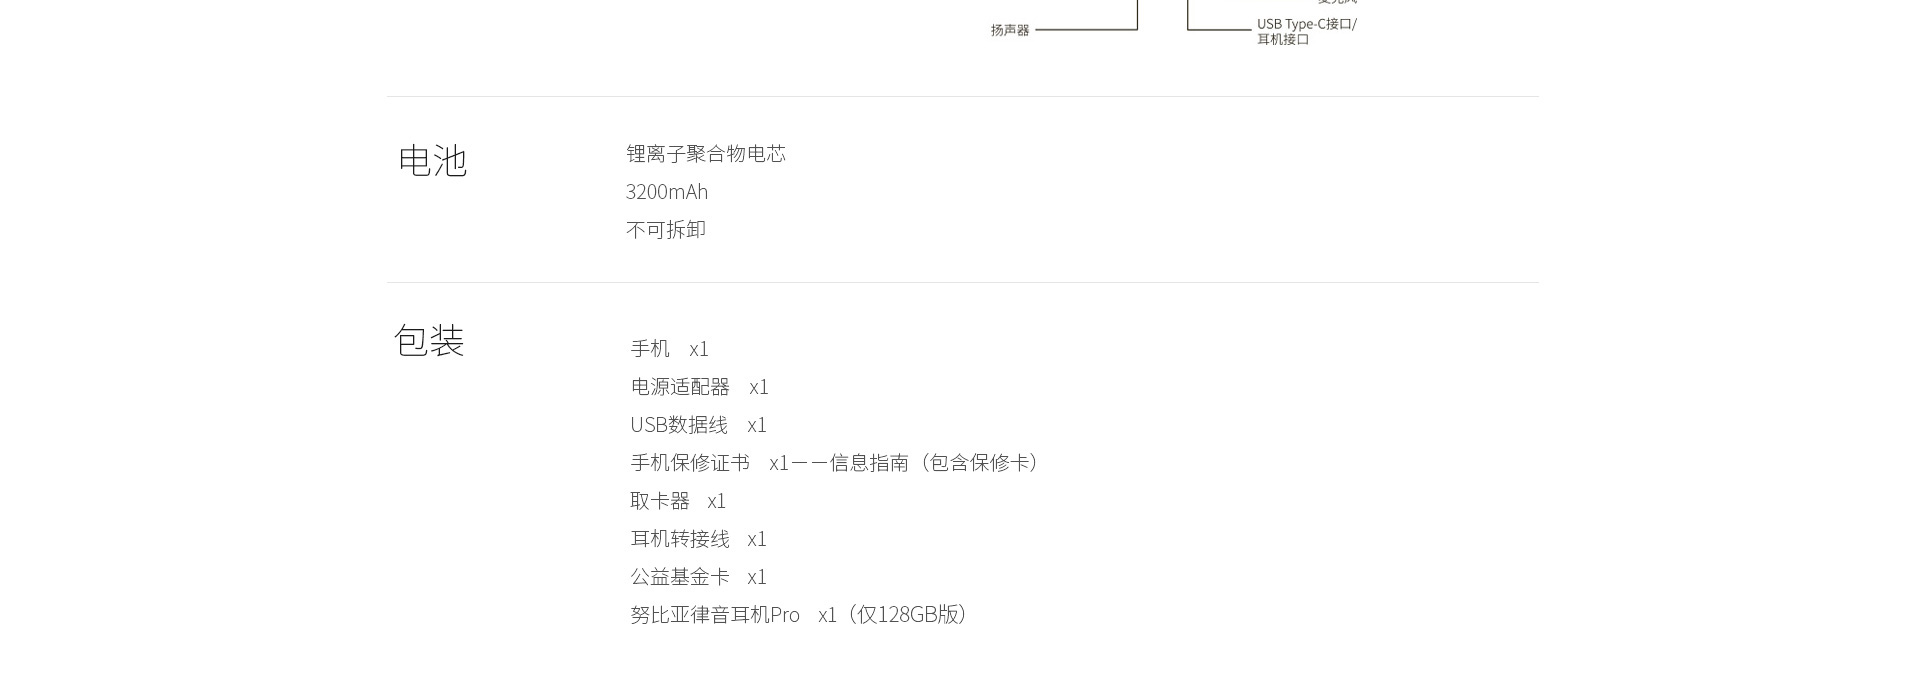 扬声器
USB Type-C接口/
耳机接口
电池
锂离子聚合物电芯
3200mAh
不可拆卸
包装
手机 x1
电源适配器 x1
USB数据线 x1
手机保修证书 x1——信息指南（包含保修卡）
取卡器 x1
耳机转接线 x1
公益基金卡 x1
努比亚律音耳机Pro x1（仅128GB版）